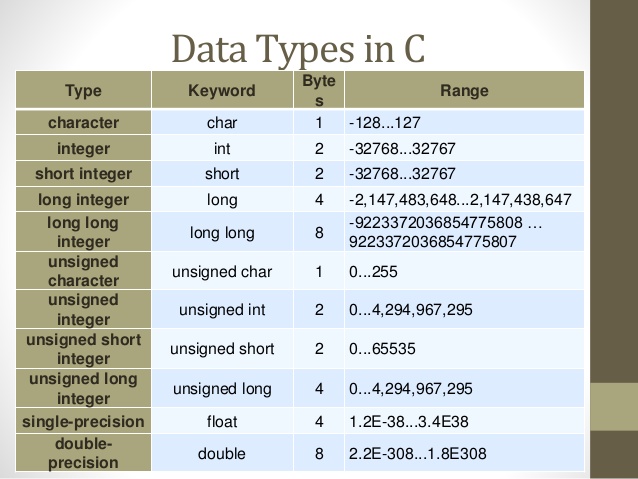 Data Types in C
Type Keyword Byte s Range
character char 1 -128...127
integer int 2 -32768...32767
short integer short 2 -32768...32767
long integer long 4 -2,147,483,648...2,147,438,647
long long integer long long 8 -9223372036854775808 … 9223372036854775807
unsigned character unsigned char 1 0...255
unsigned integer unsigned int 2 0...4,294,967,295
unsigned short integer unsigned short 2 0...65535
unsigned long integer unsigned long 4 0...4,294,967,295
single-precision float 4 1.2E-38...3.4E38
double-precision double 8 2.2E-308...1.8E308